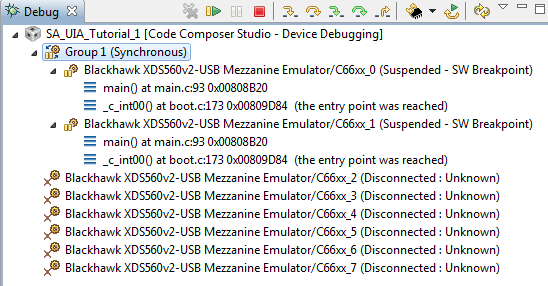 Debug
SA_UIA_Tutorial_1 [Code Composer Studio - Device Debugging]
Group 1 (Synchronous)
Blackhawk XDS560v2-USB Mezzanine Emulator/C66xx_0 (Suspended - SW Breakpoint)
main() at main.c:93 0x00808B20
_c_int00() at boot.c:173 0x00809D84 (the entry point was reached)
Blackhawk XDS560v2-USB Mezzanine Emulator/C66xx_1 (Suspended - SW Breakpoint)
main() at main.c:93 0x00808B20
_c_int00() at boot.c:173 0x00809D84 (the entry point was reached)
Blackhawk XDS560v2-USB Mezzanine Emulator/C66xx_2 (Disconnected : Unknown)
Blackhawk XDS560v2-USB Mezzanine Emulator/C66xx_3 (Disconnected : Unknown)
Blackhawk XDS560v2-USB Mezzanine Emulator/C66xx_4 (Disconnected : Unknown)
Blackhawk XDS560v2-USB Mezzanine Emulator/C66xx_5 (Disconnected : Unknown)
Blackhawk XDS560v2-USB Mezzanine Emulator/C66xx_6 (Disconnected : Unknown)
Blackhawk XDS560v2-USB Mezzanine Emulator/C66xx_7 (Disconnected : Unknown)